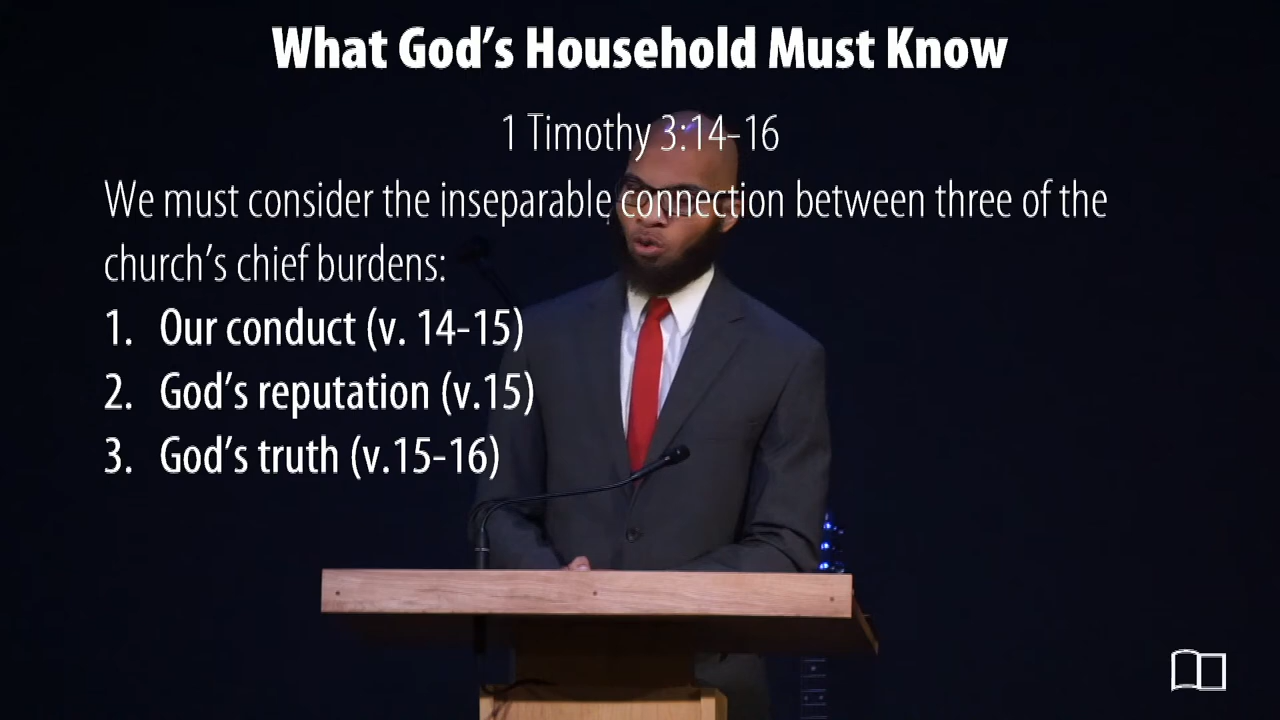 What God's Household Must Know
1 Timothy 3:14-16
We must consider the inseparable connection between three of the
church's chief burdens:
1. Our conduct (v. 14-15)
2. God's reputation (v.15)
3. God's truth (v.15-16)